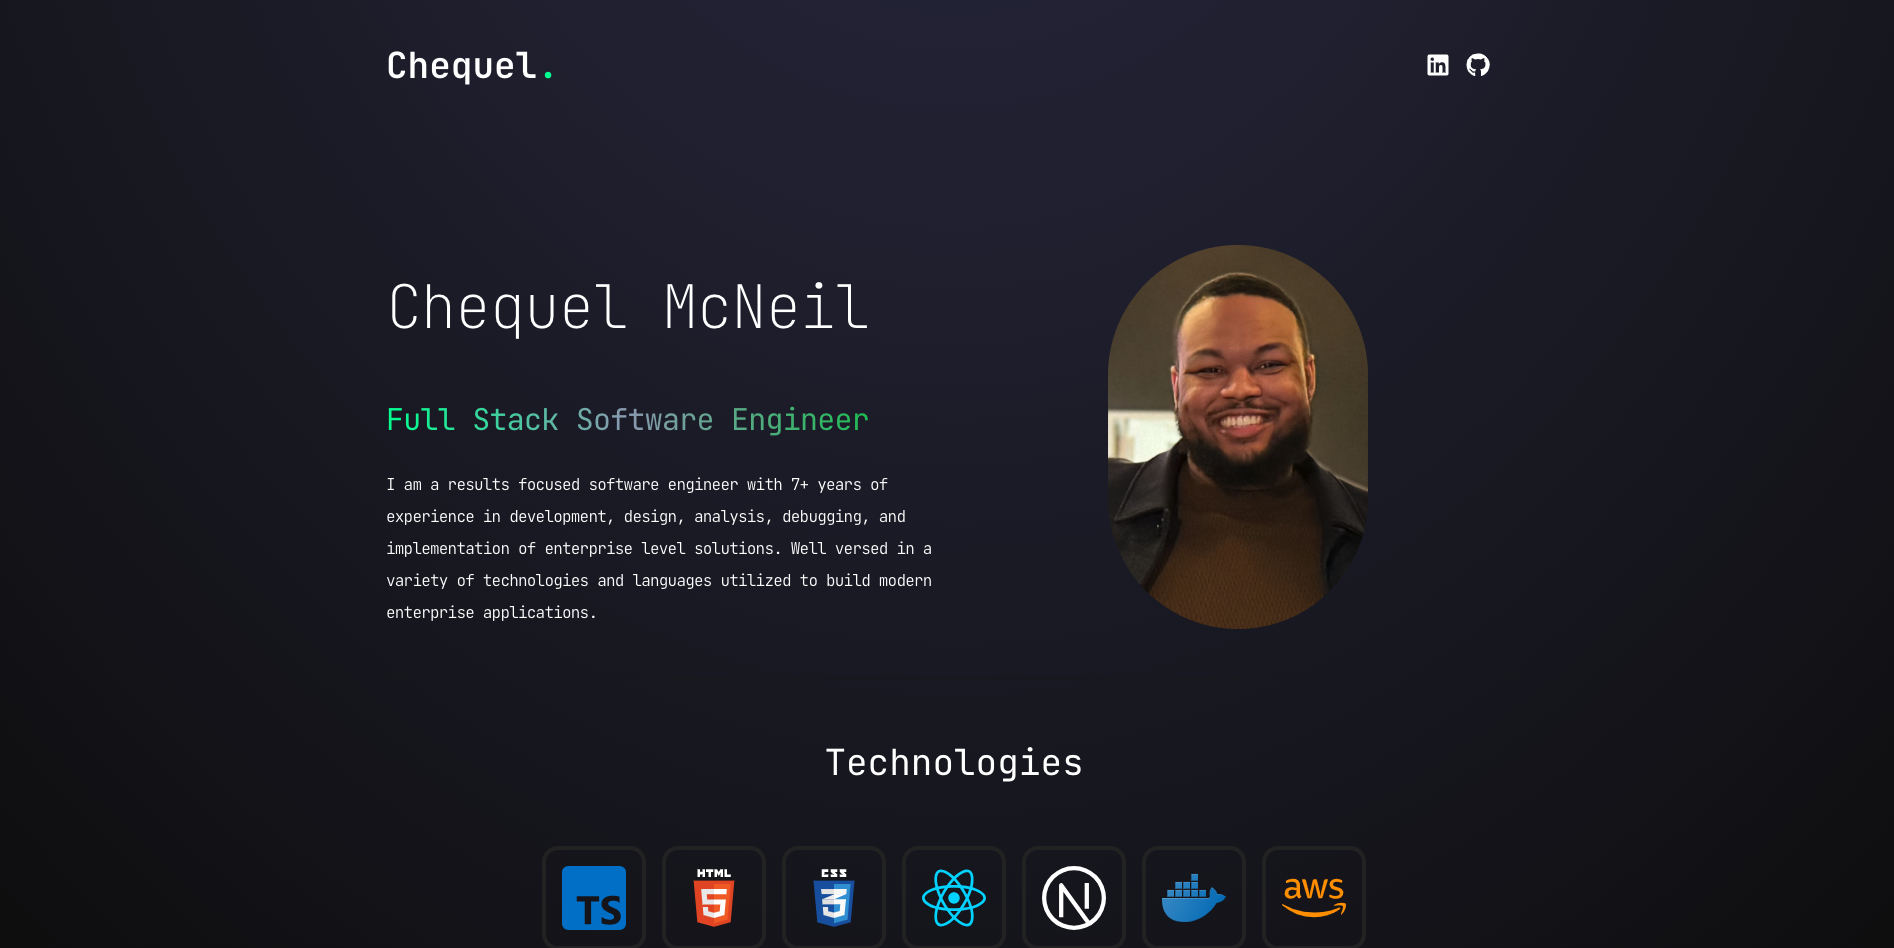 Chequel.
Chequel McNeil
Full Stack Software Engineer
I am a results focused software engineer with 7+ years of
experience in development, design, analysis, debugging, and
implementation of enterprise level solutions. Well versed in a
variety of technologies and languages utilized to build modern
enterprise applications.
Technologies
TS
HTML
5
CSS
3
N
aws